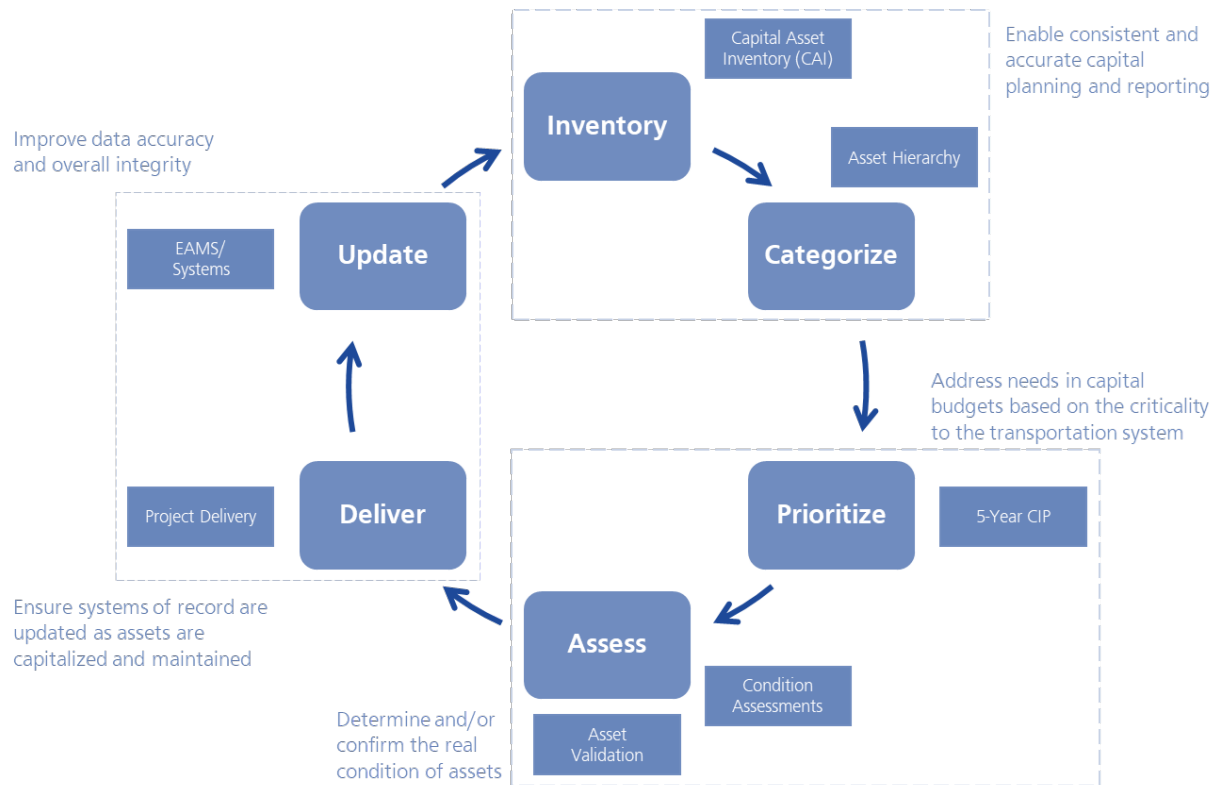 Capital Asset
Inventory (CAI)
Enable consistent and
accurate capital
planning and reporting
Inventory
Asset Hierarchy
Categorize
Improve data accuracy
and overall integrity
EAMS/
Systems
Update
Address needs in capital
budgets based on the criticality
to the transportation system
Prioritize
5-Year CIP
Project Delivery
Deliver
Ensure systems of record are
updated as assets are
capitalized and maintained
Assess
Condition
Assessments
Asset
Validation
Determine and/or
confirm the real
condition of assets